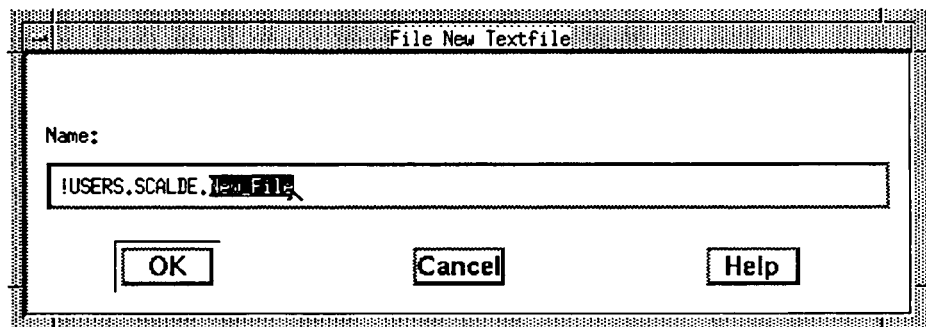 File New Textfile
Name:
!USERS.SCALDE.New_File
OK Cancel Help